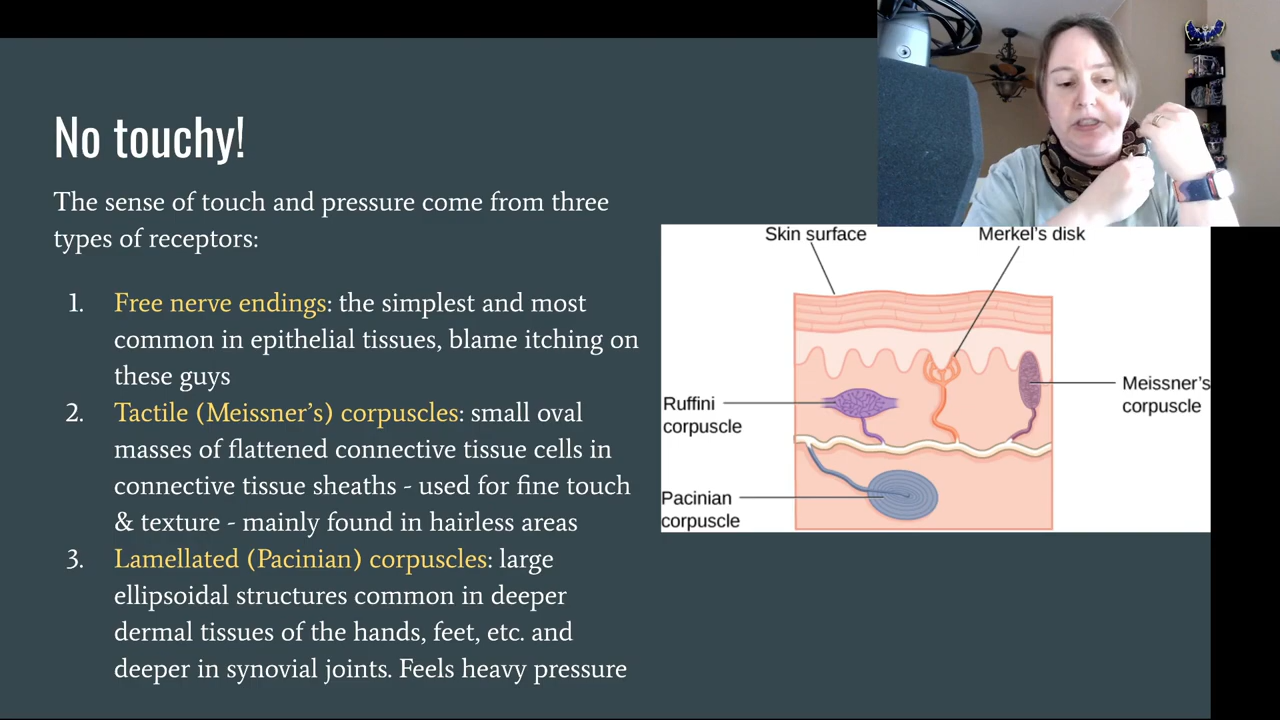 No touchy!
The sense of touch and pressure come from three
types of receptors:
1. Free nerve endings: the simplest and most
common in epithelial tissues, blame itching on
these guys
2. Tactile (Meissner's) corpuscles: small oval
masses of flattened connective tissue cells in
connective tissue sheaths - used for fine touch
& texture - mainly found in hairless areas
3. Lamellated (Pacinian) corpuscles: large
ellipsoidal structures common in deeper
dermal tissues of the hands, feet, etc. and
deeper in synovial joints. Feels heavy pressure
Skin surface
Merkel's disk
Ruffini
corpuscle
Meissner's
corpuscle
Pacinian
corpuscle